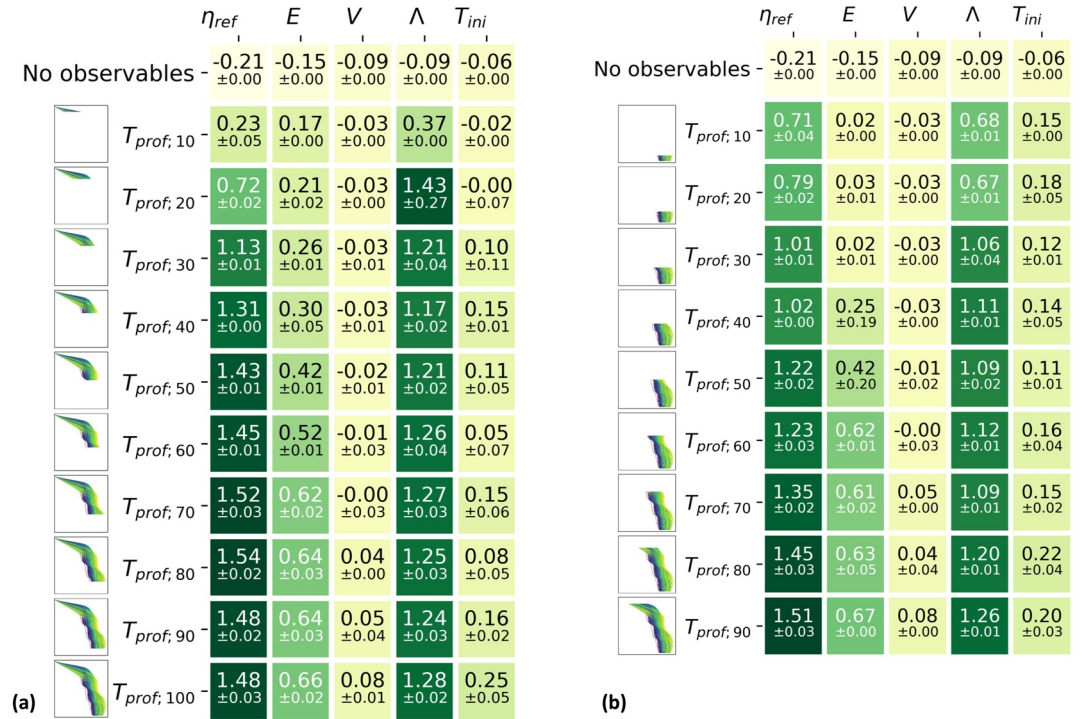 η_ref E V Λ T_ini
No observables -0.21 -0.15 -0.09 -0.09 -0.06
±0.00 ±0.00 ±0.00 ±0.00 ±0.00
T_prof; 10 0.23 0.17 -0.03 0.37 -0.02
±0.05 ±0.00 ±0.00 ±0.00 ±0.00
T_prof; 20 0.72 0.21 -0.03 1.43 -0.00
±0.02 ±0.02 ±0.00 ±0.27 ±0.07
T_prof; 30 1.13 0.26 -0.03 1.21 0.10
±0.01 ±0.01 ±0.01 ±0.04 ±0.11
T_prof; 40 1.31 0.30 -0.03 1.17 0.15
±0.00 ±0.05 ±0.01 ±0.02 ±0.01
T_prof; 50 1.43 0.42 -0.02 1.21 0.11
±0.01 ±0.01 ±0.01 ±0.02 ±0.05
T_prof; 60 1.45 0.52 -0.01 1.26 0.05
±0.01 ±0.01 ±0.03 ±0.04 ±0.07
T_prof; 70 1.52 0.62 -0.00 1.27 0.15
±0.03 ±0.02 ±0.03 ±0.03 ±0.06
T_prof; 80 1.54 0.64 0.04 1.25 0.08
±0.02 ±0.03 ±0.00 ±0.03 ±0.05
T_prof; 90 1.48 0.64 0.05 1.24 0.16
±0.02 ±0.03 ±0.04 ±0.03 ±0.02
T_prof; 100 1.48 0.66 0.08 1.28 0.25
±0.03 ±0.02 ±0.01 ±0.02 ±0.05
(a)
η_ref E V Λ T_ini
No observables -0.21 -0.15 -0.09 -0.09 -0.06
±0.00 ±0.00 ±0.00 ±0.00 ±0.00
T_prof; 10 0.71 0.02 -0.03 0.68 0.15
±0.04 ±0.00 ±0.00 ±0.01 ±0.00
T_prof; 20 0.79 0.03 -0.03 0.67 0.18
±0.02 ±0.01 ±0.00 ±0.01 ±0.05
T_prof; 30 1.01 0.02 -0.03 1.06 0.12
±0.01 ±0.01 ±0.00 ±0.04 ±0.01
T_prof; 40 1.02 0.25 -0.03 1.11 0.14
±0.00 ±0.19 ±0.00 ±0.01 ±0.05
T_prof; 50 1.22 0.42 -0.01 1.09 0.11
±0.02 ±0.20 ±0.02 ±0.02 ±0.01
T_prof; 60 1.23 0.62 -0.00 1.12 0.16
±0.03 ±0.01 ±0.03 ±0.01 ±0.04
T_prof; 70 1.35 0.61 0.05 1.09 0.15
±0.02 ±0.02 ±0.00 ±0.01 ±0.02
T_prof; 80 1.45 0.63 0.04 1.20 0.22
±0.03 ±0.05 ±0.04 ±0.01 ±0.04
T_prof; 90 1.51 0.67 0.08 1.26 0.20
±0.03 ±0.00 ±0.00 ±0.01 ±0.03
(b)